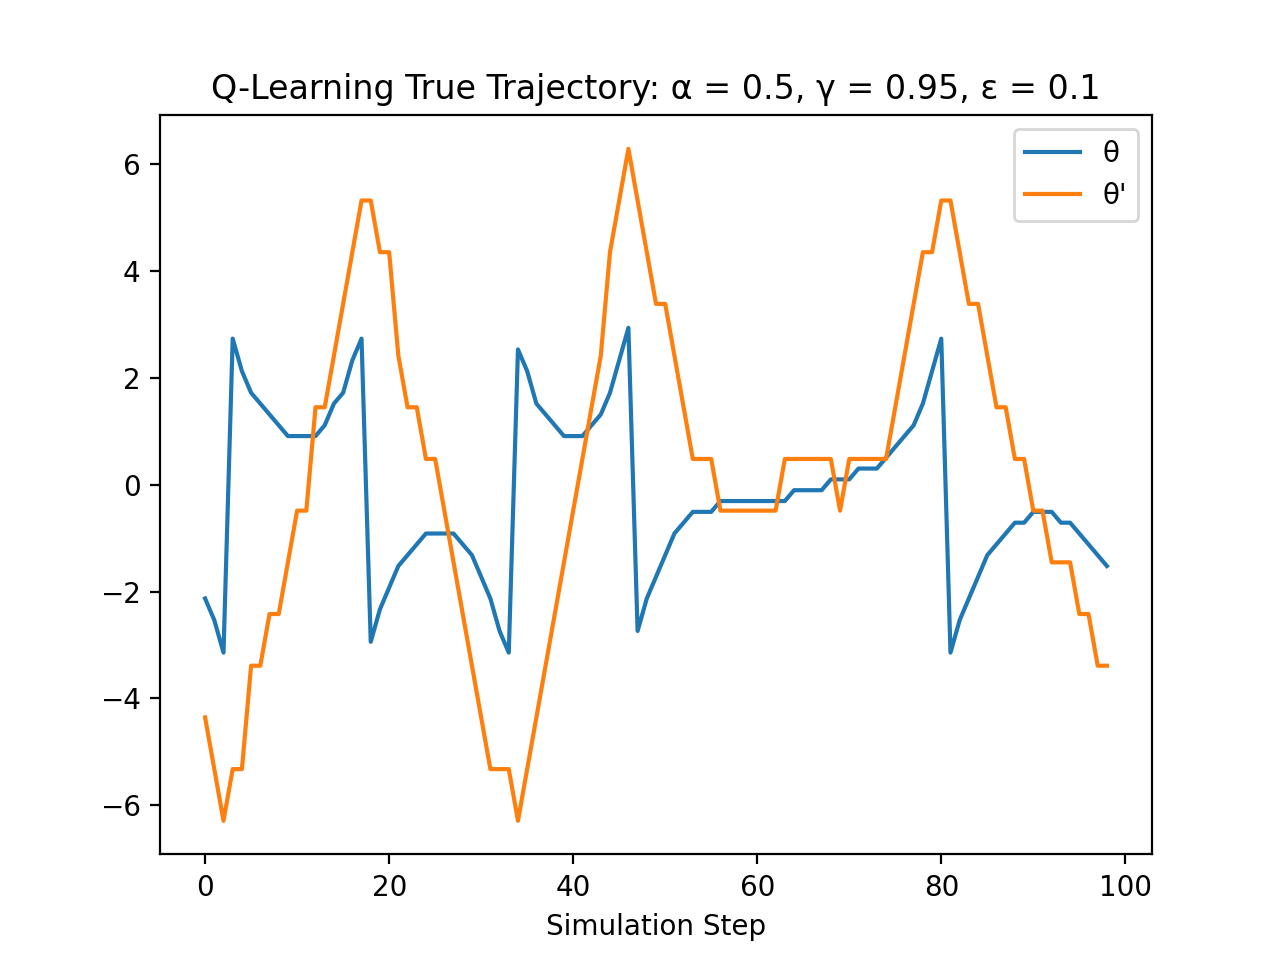 Q-Learning True Trajectory: α = 0.5, γ = 0.95, ε = 0.1
θ
θ'
6
4
2
0
−2
−4
−6
0 20 40 60 80 100
Simulation Step